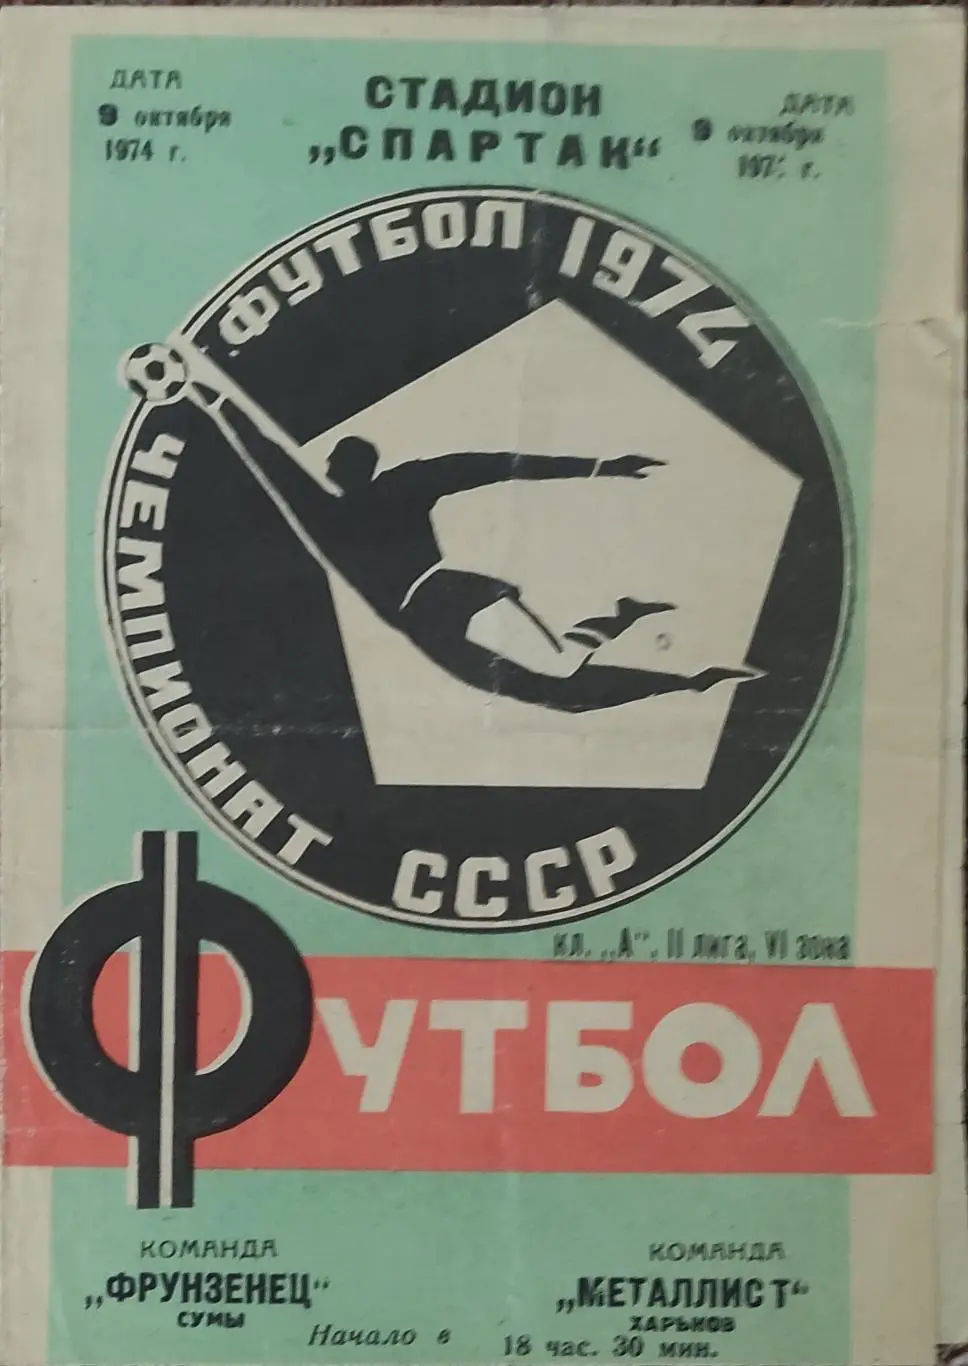 ДАТА
9 октября
1974 г.
СТАДИОН
„СПАРТАК“
ДАТА
9 октября
197 г.
ФУТБОЛ 1974
ЧЕМПИОНАТ СССР
кл. „А“, II лига, VI зона
ФУТБОЛ
КОМАНДА
„ФРУНЗЕНЕЦ“
СУМЫ
КОМАНДА
„МЕТАЛЛИСТ“
ХАРЬКОВ
Начало в 18 час. 30 мин.